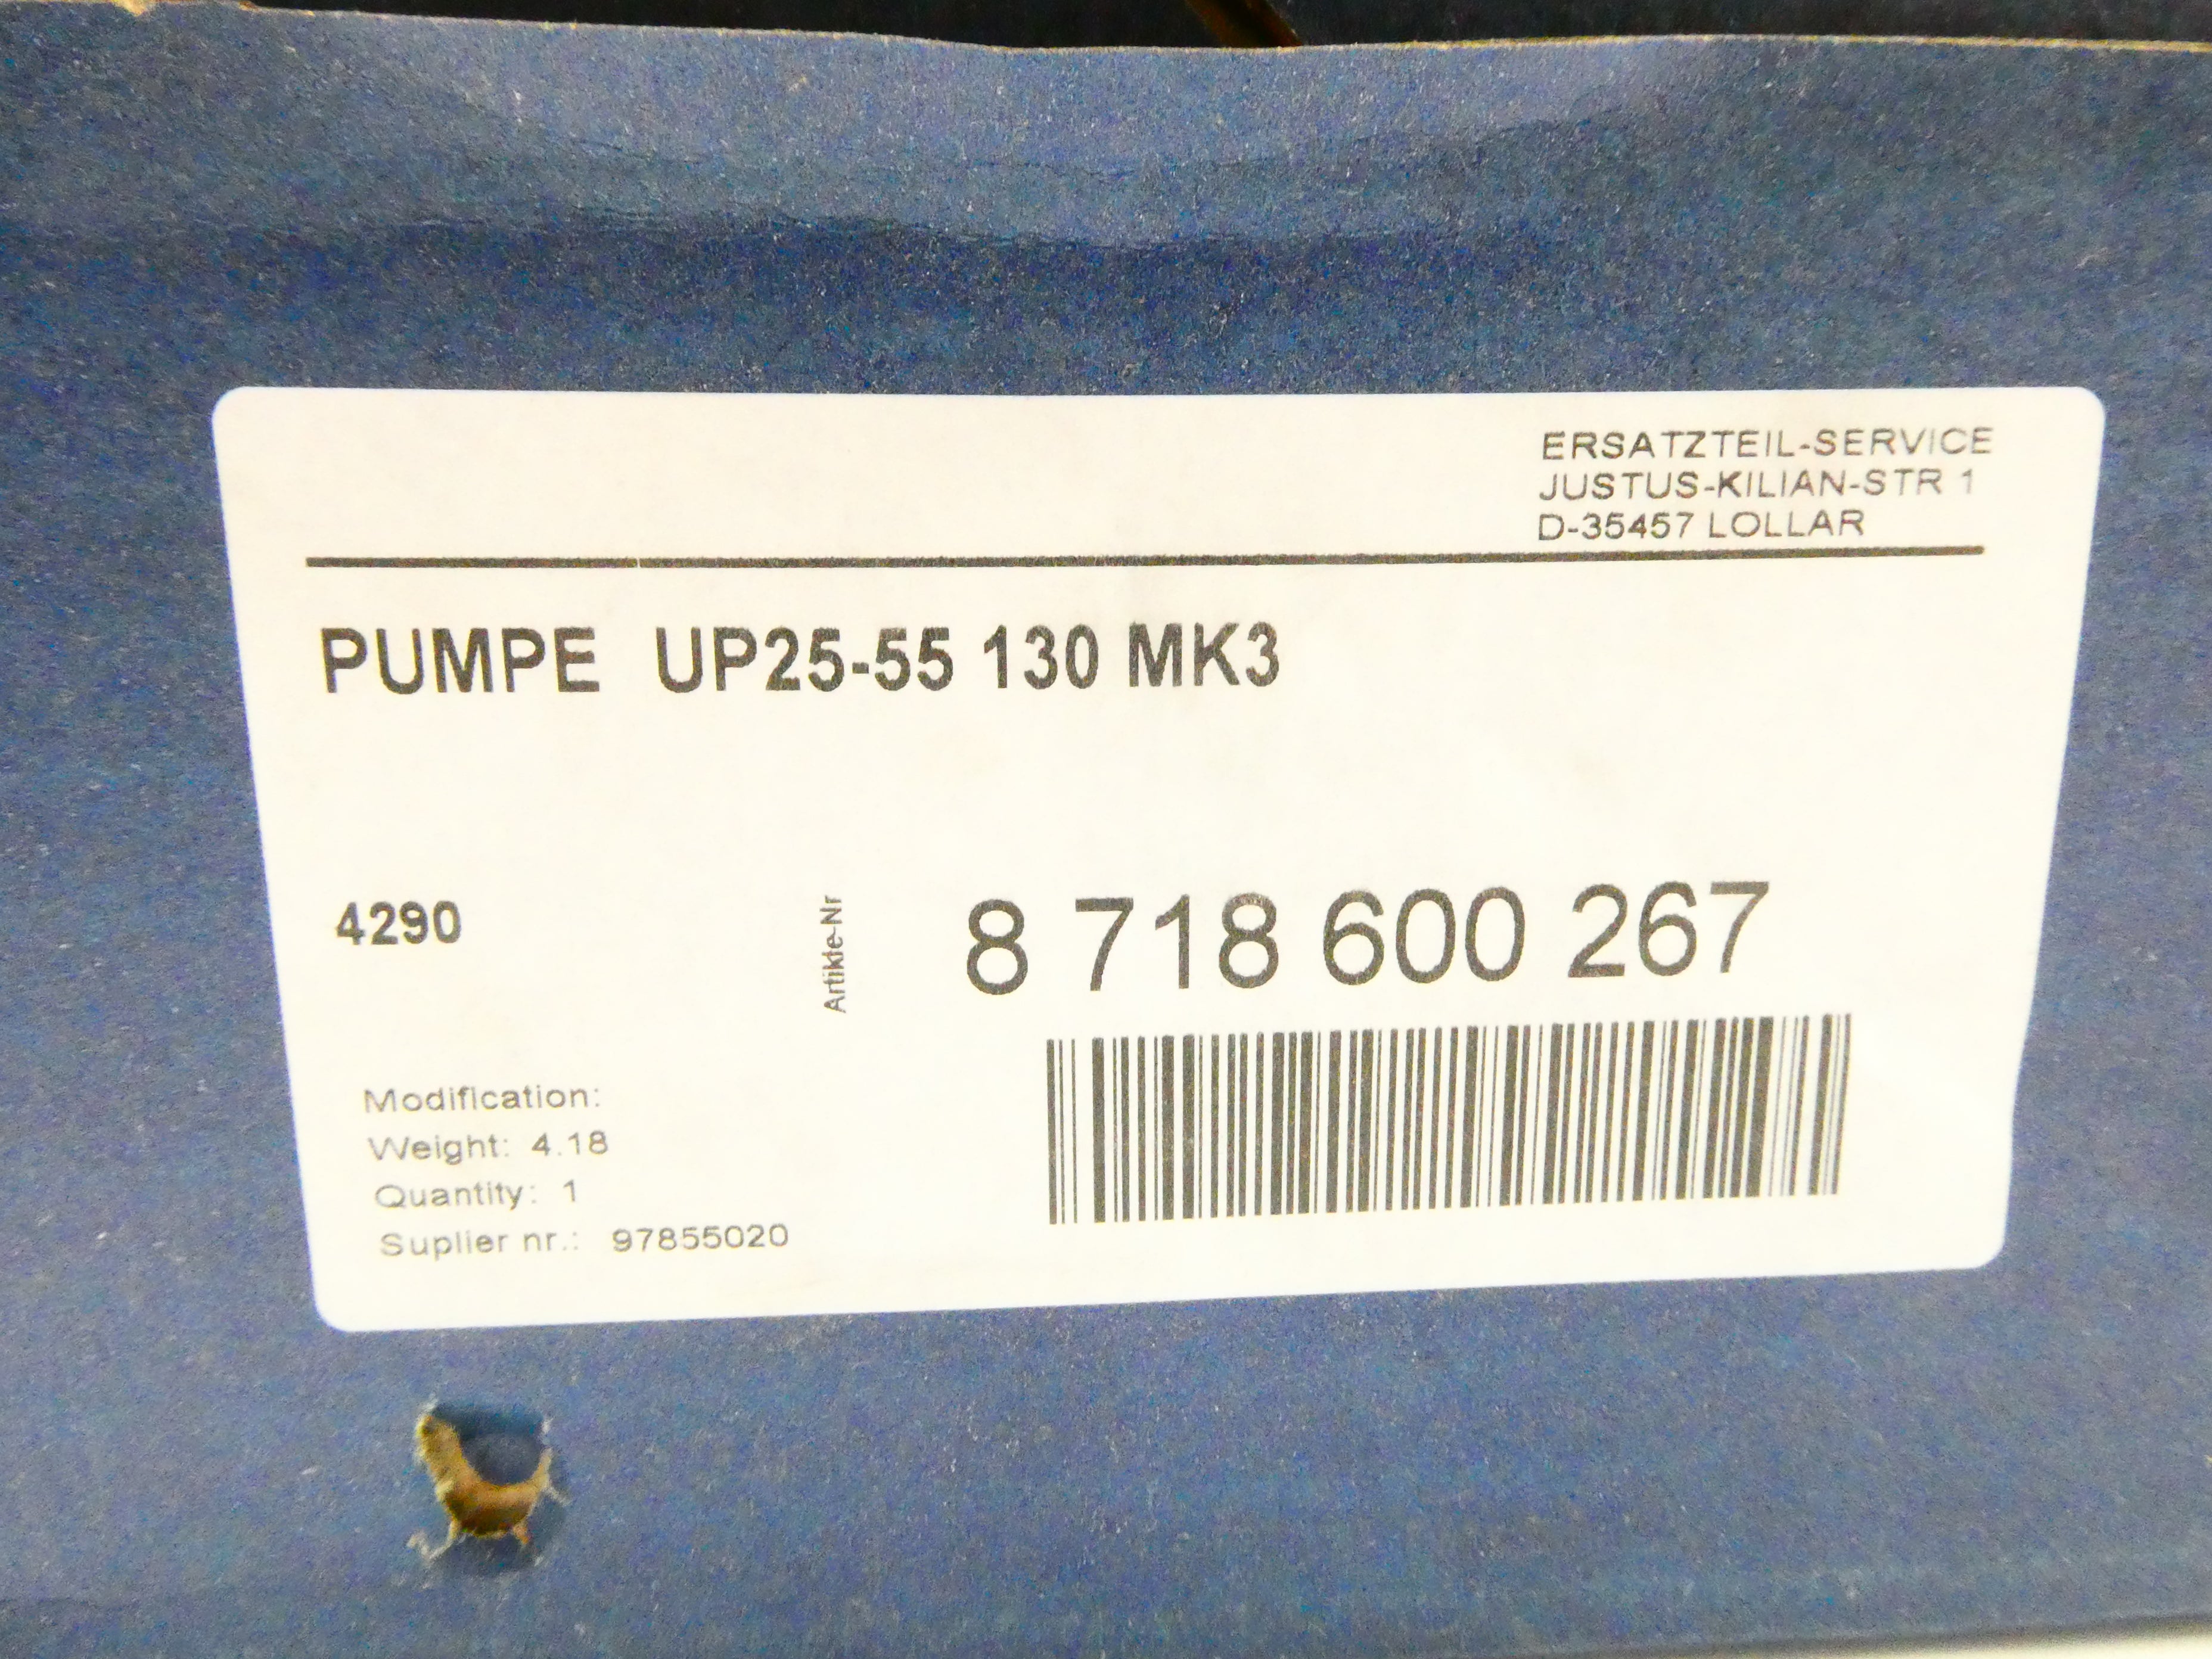 ERSATZTEIL-SERVICE
JUSTUS-KILIAN-STR 1
D-35457 LOLLAR
PUMPE UP25-55 130 MK3
4290
Artikle-Nr
8 718 600 267
Modification:
Weight: 4.18
Quantity: 1
Suplier nr.: 97855020